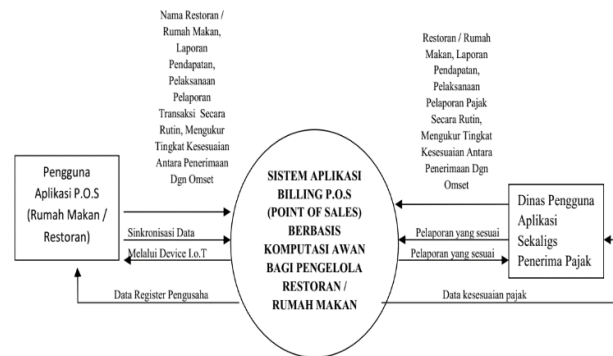 Nama Restoran /
Rumah Makan,
Laporan
Pendapatan,
Pelaksanaan
Pelaporan
Transaksi Secara
Rutin, Mengukur
Tingkat Kesesuaian
Antara Penerimaan
Dgn Omset
Restoran / Rumah
Makan, Laporan
Pendapatan,
Pelaksanaan
Pelaporan Pajak
Secara Rutin,
Mengukur Tingkat
Kesesuaian Antara
Penerimaan Dgn
Omset
Pengguna
Aplikasi P.O.S
(Rumah Makan /
Restoran)
Sinkronisasi Data
Melalui Device I.o.T
Data Register Pengusaha
SISTEM APLIKASI
BILLING P.O.S
(POINT OF SALES)
BERBASIS
KOMPUTASI AWAN
BAGI PENGELOLA
RESTORAN /
RUMAH MAKAN
Pelaporan yang sesuai
Pelaporan yang sesuai
Data kesesuaian pajak
Dinas Pengguna
Aplikasi
Sekaligs
Penerima Pajak